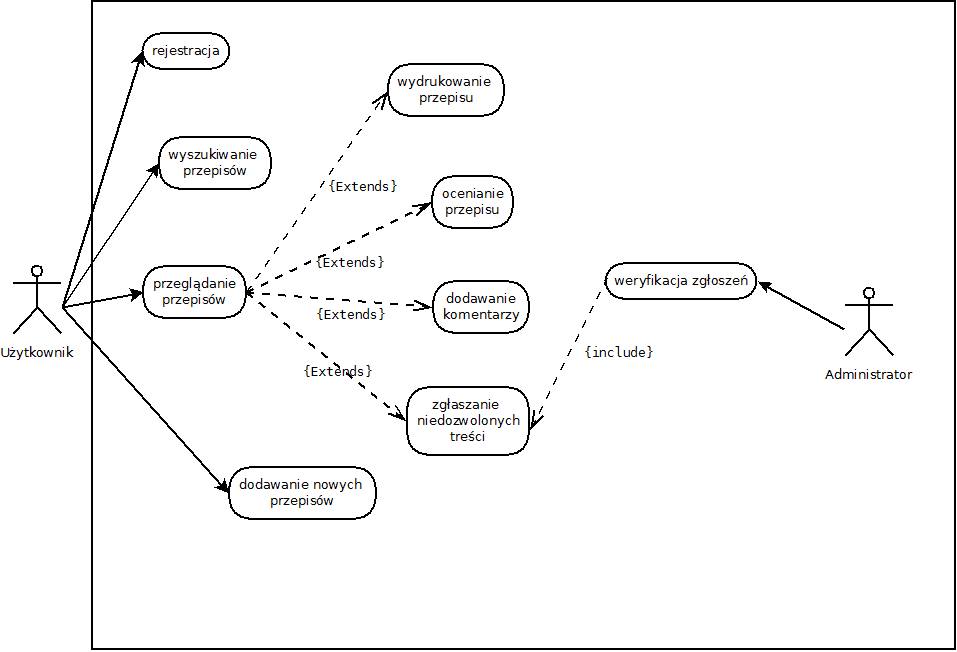 rejestracja
wydrukowanie
przepisu
wyszukiwanie
przepisów
{Extends}
ocenianie
przepisu
{Extends}
przeglądanie
przepisów
weryfikacja zgłoszeń
dodawanie
komentarzy
{Extends}
Użytkownik
{include}
{Extends}
Administrator
zgłaszanie
niedozwolonych
treści
dodawanie nowych
przepisów